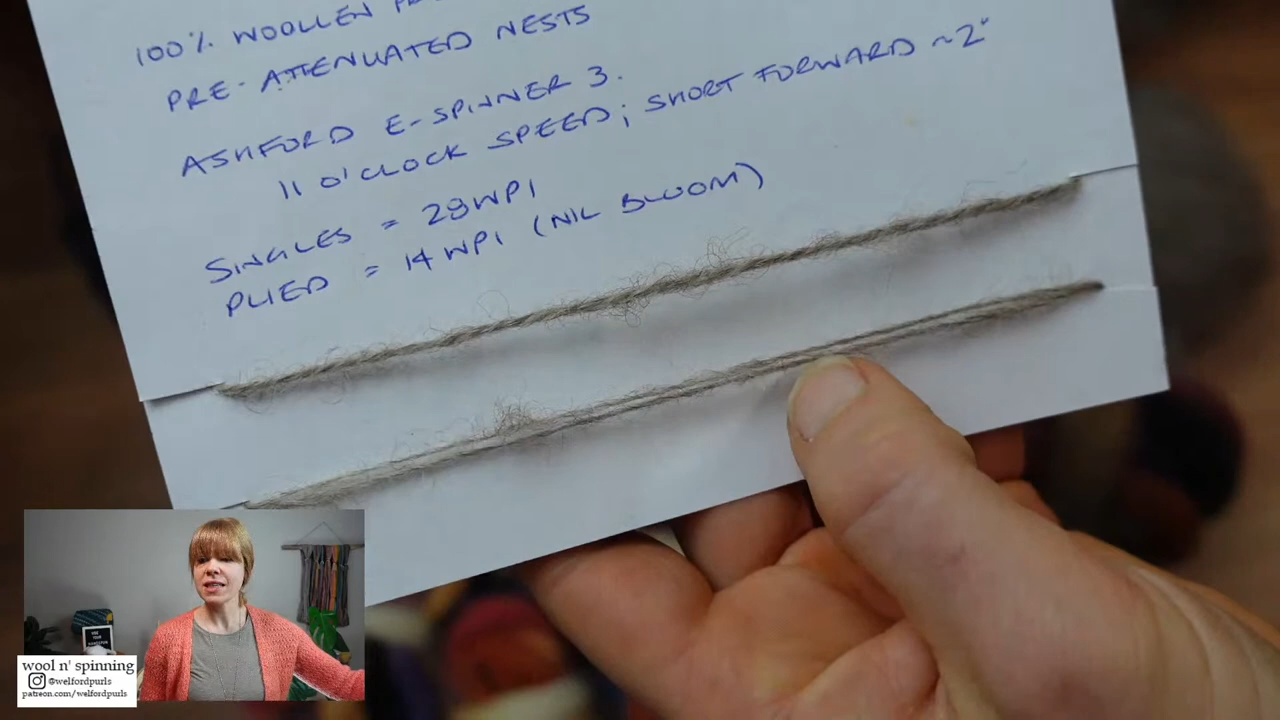 100% WOOLLEN
PRE-ATTENUATED NESTS
ASHFORD E-SPINNER 3.
11 O'CLOCK SPEED; SHORT FORWARD ~2"
SINGLES = 28WPI
PLIED = 14 WPI (NIL BLOOM)
wool n' spinning
@welfordpurls
patreon.com/welfordpurls